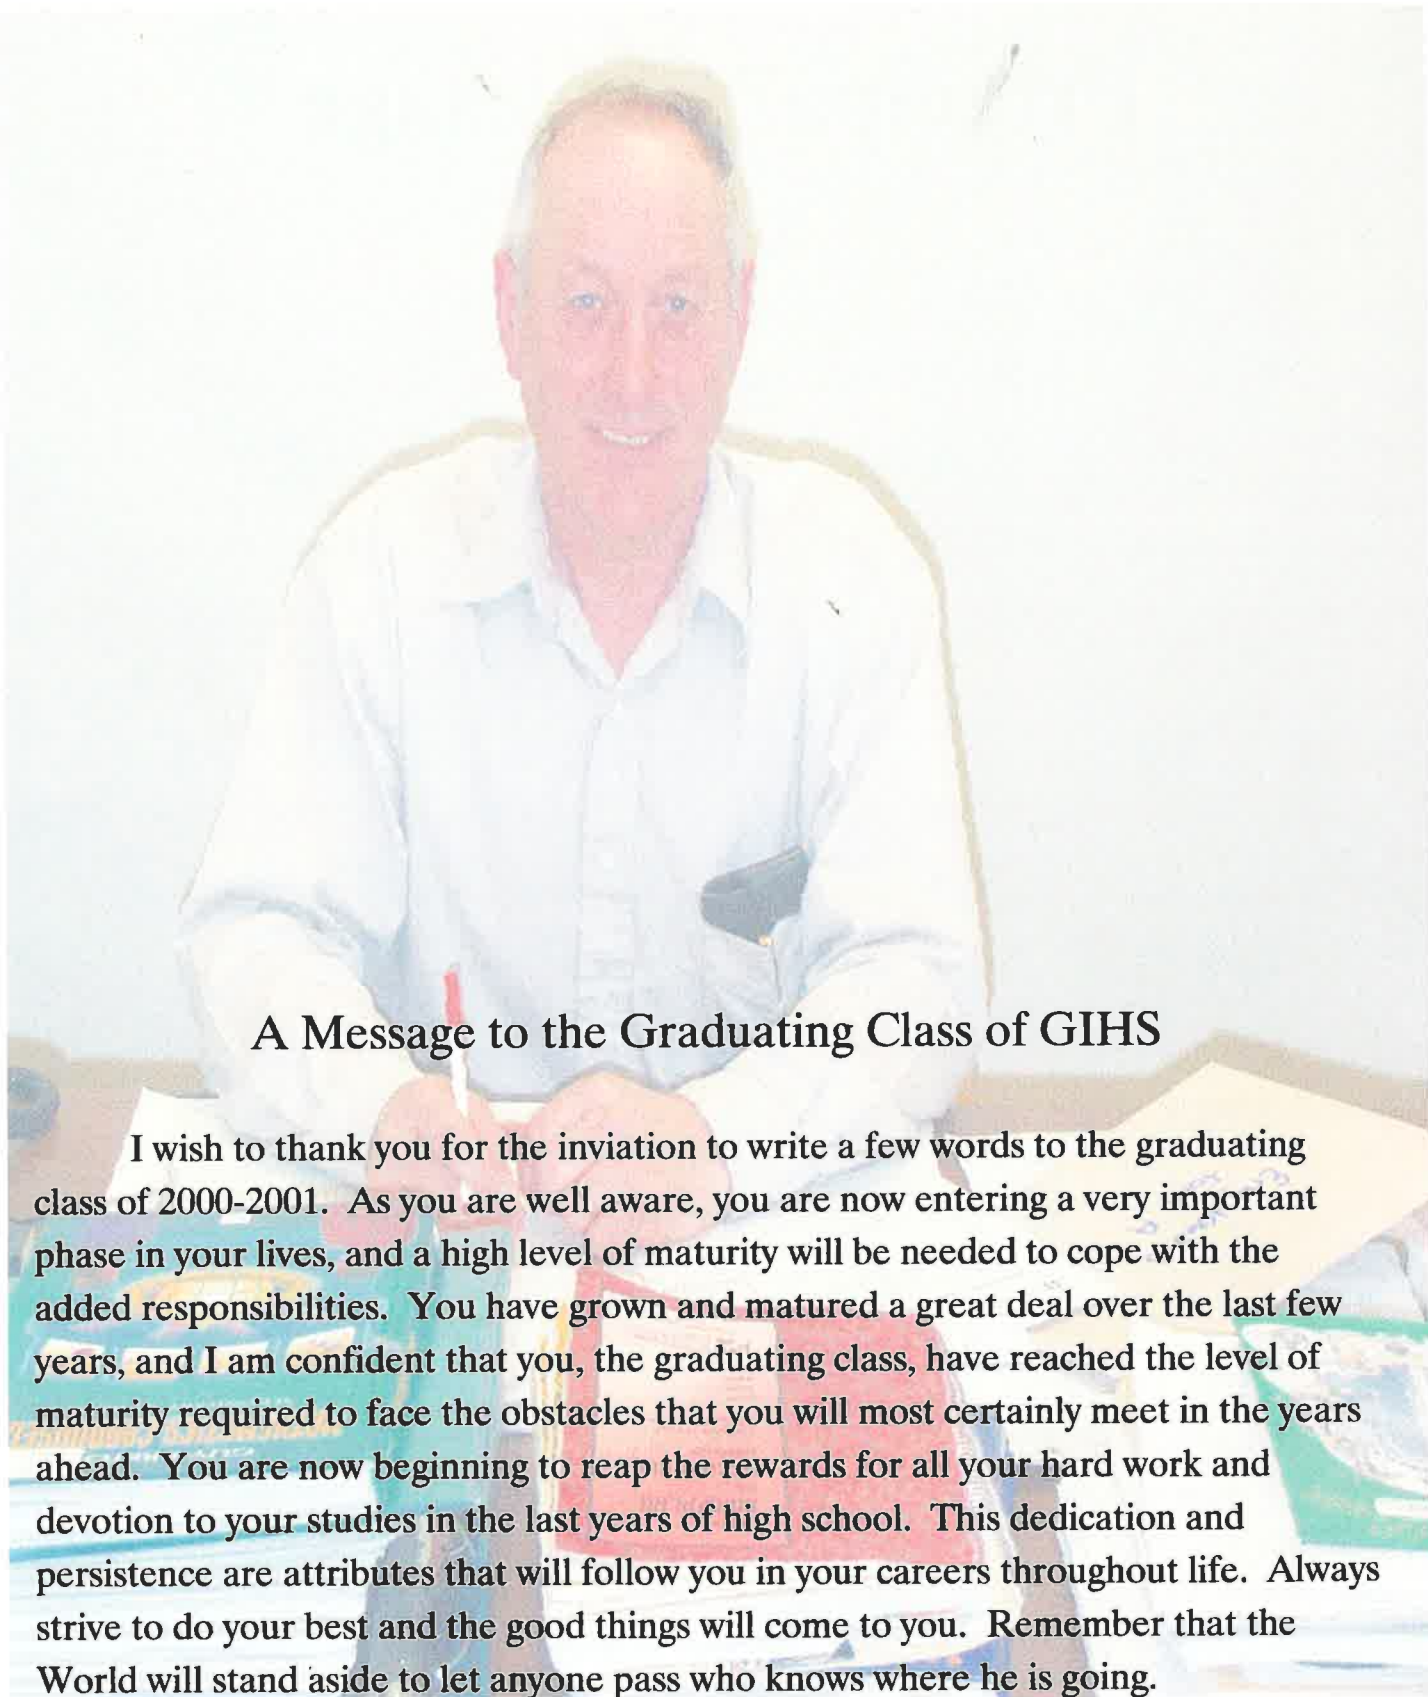 A Message to the Graduating Class of GIHS
I wish to thank you for the inviation to write a few words to the graduating
class of 2000-2001. As you are well aware, you are now entering a very important
phase in your lives, and a high level of maturity will be needed to cope with the
added responsibilities. You have grown and matured a great deal over the last few
years, and I am confident that you, the graduating class, have reached the level of
maturity required to face the obstacles that you will most certainly meet in the years
ahead. You are now beginning to reap the rewards for all your hard work and
devotion to your studies in the last years of high school. This dedication and
persistence are attributes that will follow you in your careers throughout life. Always
strive to do your best and the good things will come to you. Remember that the
World will stand aside to let anyone pass who knows where he is going.